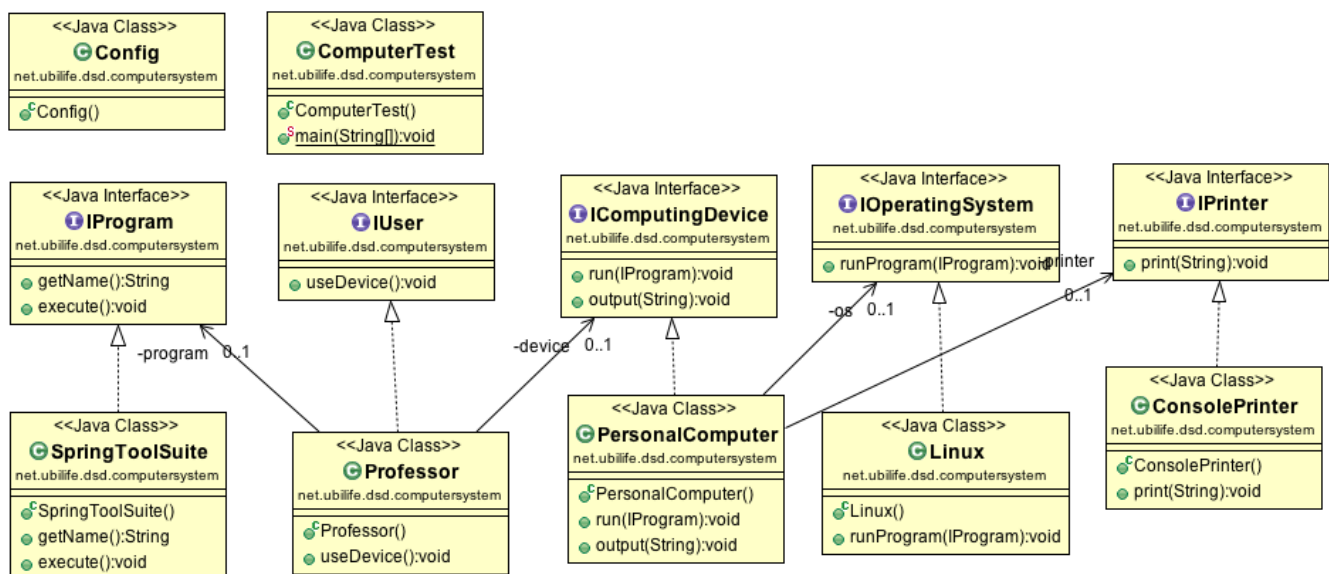 <<Java Class>>
Config
net.ubilife.dsd.computersystem
Config()
<<Java Class>>
ComputerTest
net.ubilife.dsd.computersystem
ComputerTest()
main(String[]):void
<<Java Interface>>
IProgram
net.ubilife.dsd.computersystem
getName():String
execute():void
<<Java Interface>>
IUser
net.ubilife.dsd.computersystem
useDevice():void
<<Java Interface>>
IComputingDevice
net.ubilife.dsd.computersystem
run(IProgram):void
output(String):void
<<Java Interface>>
IOperatingSystem
net.ubilife.dsd.computersystem
runProgram(IProgram):void
<<Java Interface>>
IPrinter
net.ubilife.dsd.computersystem
print(String):void
-program 0..1
-device 0..1
-os 0..1
-printer
0..1
<<Java Class>>
SpringToolSuite
net.ubilife.dsd.computersystem
SpringToolSuite()
getName():String
execute():void
<<Java Class>>
Professor
net.ubilife.dsd.computersystem
Professor()
useDevice():void
<<Java Class>>
PersonalComputer
net.ubilife.dsd.computersystem
PersonalComputer()
run(IProgram):void
output(String):void
<<Java Class>>
Linux
net.ubilife.dsd.computersystem
Linux()
runProgram(IProgram):void
<<Java Class>>
ConsolePrinter
net.ubilife.dsd.computersystem
ConsolePrinter()
print(String):void